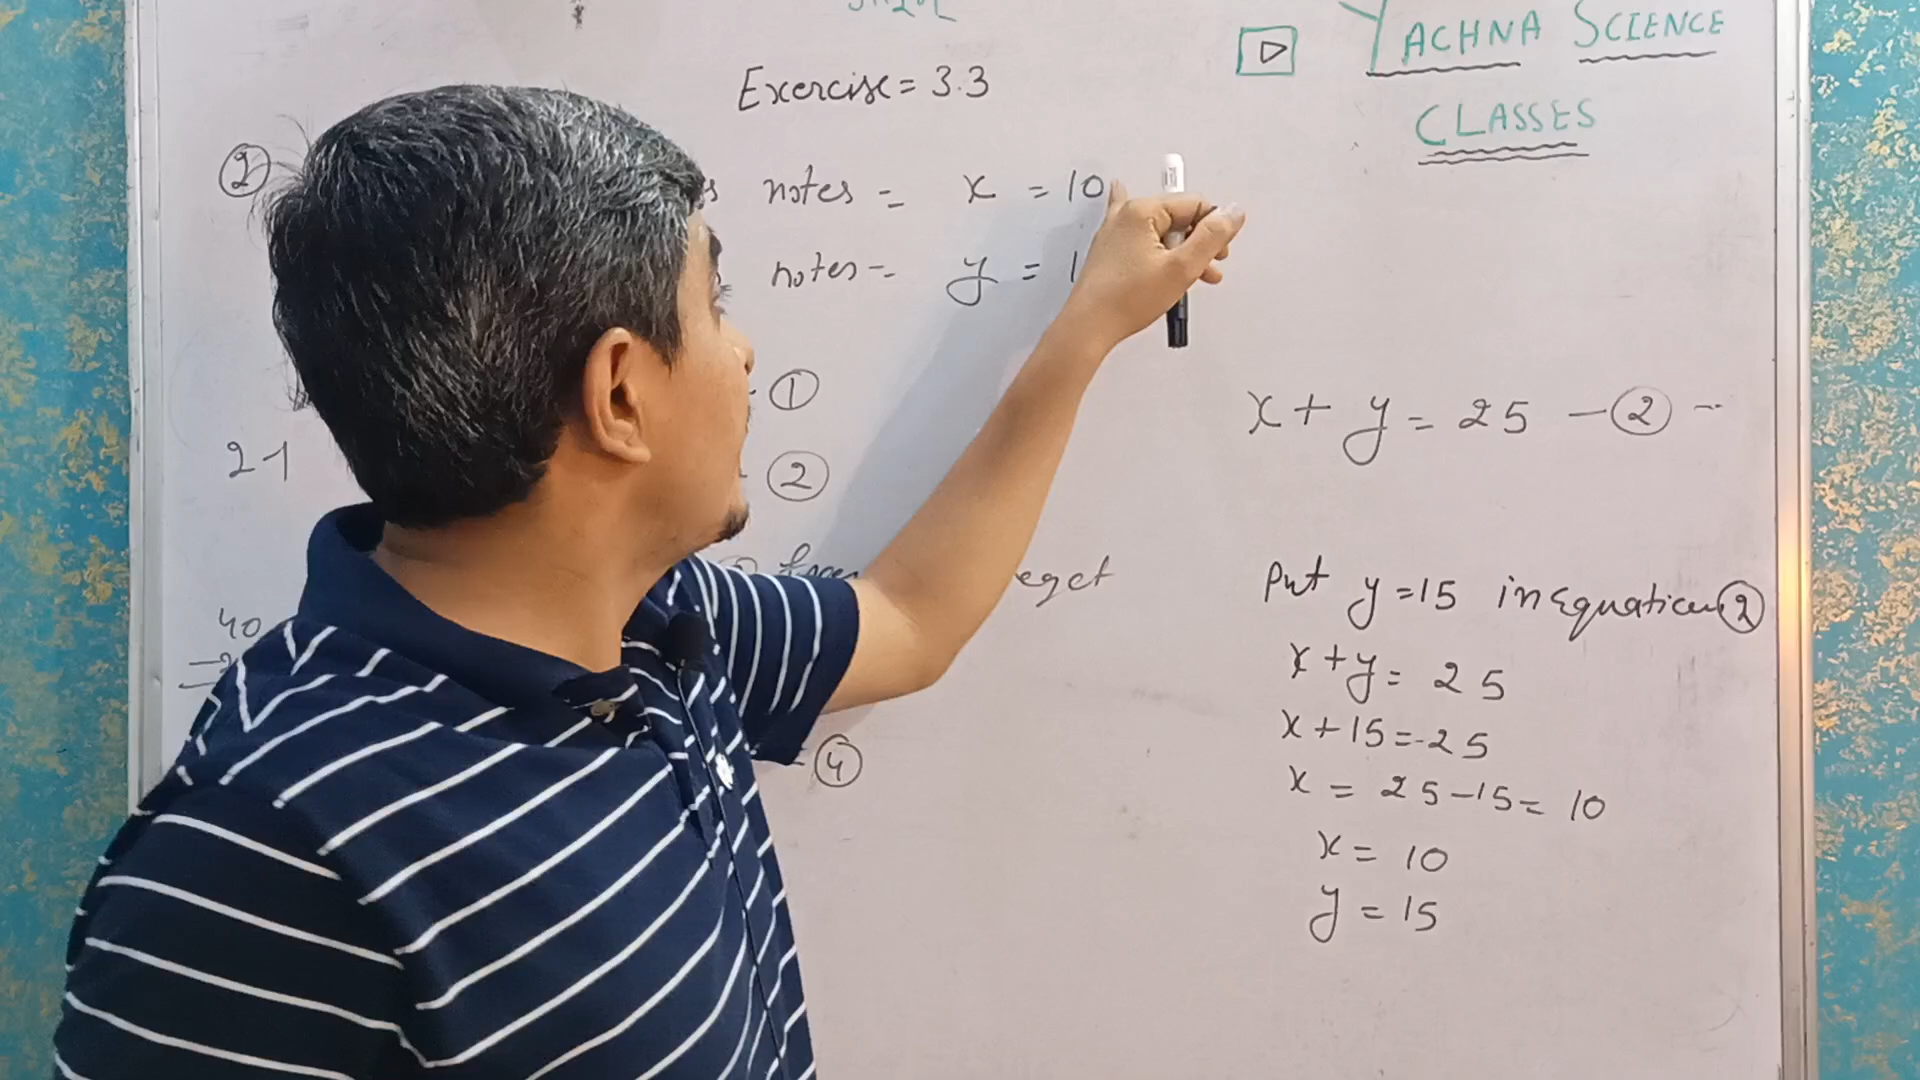 YACHNA SCIENCE
CLASSES
Exercise = 3.3
②
notes = x = 10
notes = y = 1
①
x + y = 25 — ②
21
②
Put y = 15 in equation ②
40
x + y = 25
x + 15 = 25
④
x = 25 - 15 = 10
x = 10
y = 15